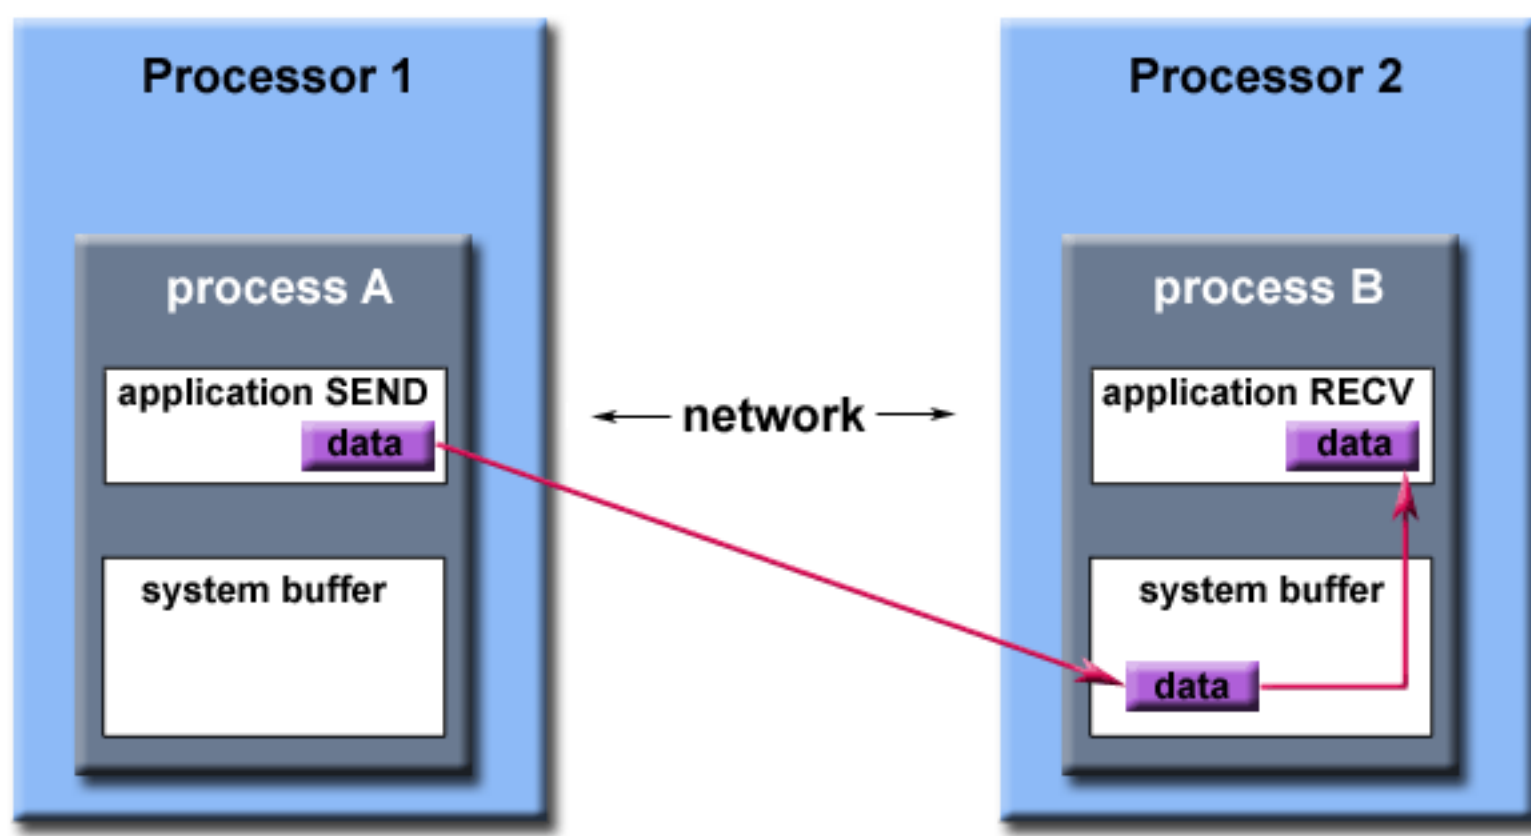 Processor 1
process A
application SEND
data
system buffer
network
Processor 2
process B
application RECV
data
system buffer
data